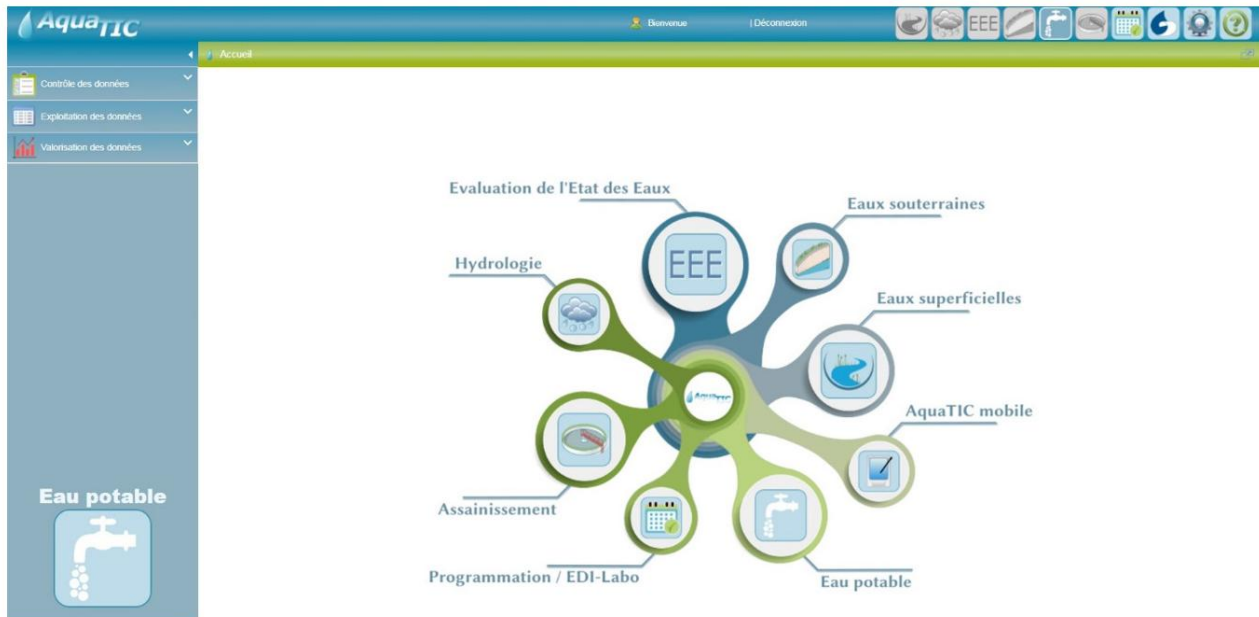 AquaTIC
Bienvenue | Déconnexion
EEE
Accueil
Contrôle des données
Exploitation des données
Valorisation des données
Evaluation de l'Etat des Eaux
Eaux souterraines
EEE
Hydrologie
Eaux superficielles
AquaTIC
AquaTIC mobile
Assainissement
Programmation / EDI-Labo
Eau potable
Eau potable